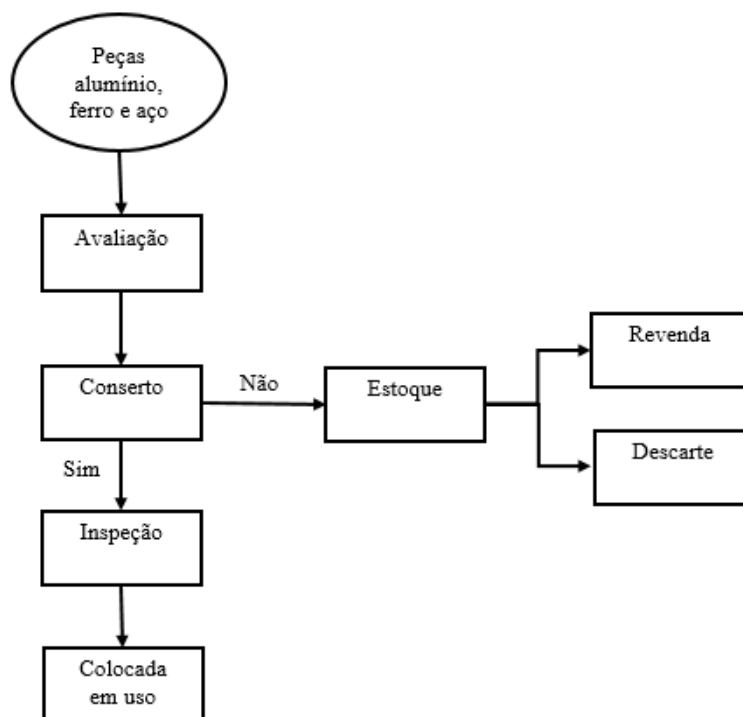 Peças
alumínio,
ferro e aço
Avaliação
Conserto
Não
Estoque
Revenda
Descarte
Sim
Inspeção
Colocada
em uso